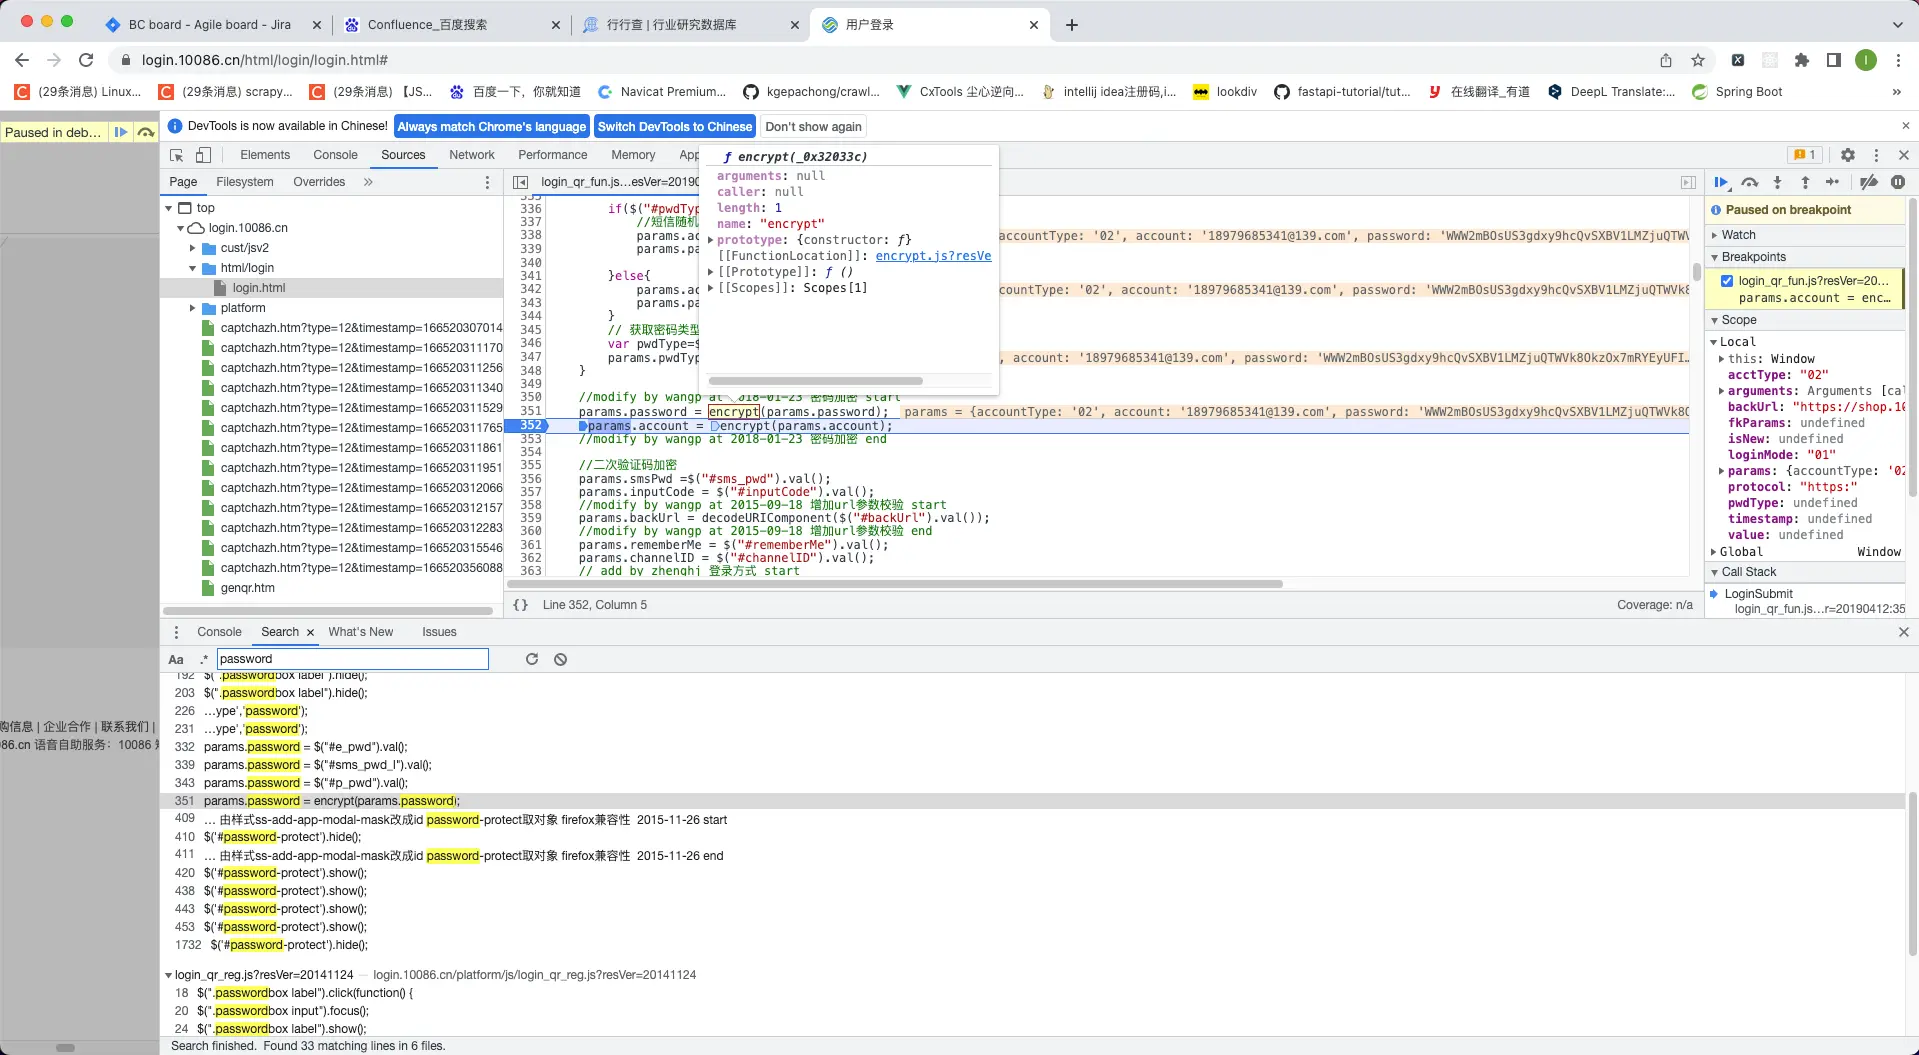 BC board - Agile board - Jira
Confluence_百度搜索
行行查 | 行业研究数据库
用户登录
login.10086.cn/html/login/login.html#
(29条消息) Linux...
(29条消息) scrapy...
(29条消息) 【JS...
百度一下，你就知道
Navicat Premium...
kgepachong/crawl...
CxTools 尘心逆向...
intellij idea注册码,i...
lookdiv
fastapi-tutorial/tut...
在线翻译_有道
DeepL Translate:...
Spring Boot
»
Paused in deb...
DevTools is now available in Chinese!
Always match Chrome's language
Switch DevTools to Chinese
Don't show again
Elements
Console
Sources
Network
Performance
Memory
App
1
Page
Filesystem
Overrides
»
login_qr_fun.js...esVer=20190
top
login.10086.cn
cust/jsv2
html/login
login.html
platform
captchazh.htm?type=12&timestamp=166520307014
captchazh.htm?type=12&timestamp=166520311170
captchazh.htm?type=12&timestamp=166520311256
captchazh.htm?type=12&timestamp=166520311340
captchazh.htm?type=12&timestamp=166520311529
captchazh.htm?type=12&timestamp=166520311765
captchazh.htm?type=12&timestamp=166520311861
captchazh.htm?type=12&timestamp=166520311951
captchazh.htm?type=12&timestamp=166520312066
captchazh.htm?type=12&timestamp=166520312157
captchazh.htm?type=12&timestamp=166520312283
captchazh.htm?type=12&timestamp=166520315546
captchazh.htm?type=12&timestamp=166520356088
genqr.htm
f encrypt(_0x32033c)
arguments: null
caller: null
length: 1
name: "encrypt"
prototype: {constructor: f}
[[FunctionLocation]]: encrypt.js?resVe
[[Prototype]]: f ()
[[Scopes]]: Scopes[1]
335
336 if($("#pwdTyp
337 //短信随机
338 params.ac accountType: '02', account: '18979685341@139.com', password: 'WWW2mBOsUS3gdxy9hcQvSXBV1LMZjuQTWV
339 params.pa
340
341 }else{
342 params.ac countType: '02', account: '18979685341@139.com', password: 'WWW2mBOsUS3gdxy9hcQvSXBV1LMZjuQTWVk8
343 params.pa
344 }
345 // 获取密码类型
346 var pwdType=$
347 params.pwdTyp , account: '18979685341@139.com', password: 'WWW2mBOsUS3gdxy9hcQvSXBV1LMZjuQTWVk8OkzOx7mRYEyUFI…
348 }
349
350 //modify by wangp at 2018-01-23 密码加密 start
351 params.password = encrypt(params.password); params = {accountType: '02', account: '18979685341@139.com', password: 'WWW2mBOsUS3gdxy9hcQvSXBV1LMZjuQTWVk8O
352 params.account = encrypt(params.account);
353 //modify by wangp at 2018-01-23 密码加密 end
354
355 //二次验证码加密
356 params.smsPwd =$("#sms_pwd").val();
357 params.inputCode = $("#inputCode").val();
358 //modify by wangp at 2015-09-18 增加url参数校验 start
359 params.backUrl = decodeURIComponent($("#backUrl").val());
360 //modify by wangp at 2015-09-18 增加url参数校验 end
361 params.rememberMe = $("#rememberMe").val();
362 params.channelID = $("#channelID").val();
363 // add by zhenghj 登录方式 start
{} Line 352, Column 5
Coverage: n/a
Paused on breakpoint
Watch
Breakpoints
login_qr_fun.js?resVer=20...
params.account = enc…
Scope
Local
this: Window
acctType: "02"
arguments: Arguments [cal
backUrl: "https://shop.10
fkParams: undefined
isNew: undefined
loginMode: "01"
params: {accountType: '02
protocol: "https:"
pwdType: undefined
timestamp: undefined
value: undefined
Global Window
Call Stack
LoginSubmit
login_qr_fun.js...r=20190412:35
Console
Search
What's New
Issues
Aa
.*
password
192 $(".passwordbox label").hide();
203 $(".passwordbox label").hide();
226 …ype','password');
231 …ype','password');
332 params.password = $("#e_pwd").val();
339 params.password = $("#sms_pwd_l").val();
343 params.password = $("#p_pwd").val();
351 params.password = encrypt(params.password);
409 … 由样式ss-add-app-modal-mask改成id password-protect取对象 firefox兼容性 2015-11-26 start
410 $('#password-protect').hide();
411 … 由样式ss-add-app-modal-mask改成id password-protect取对象 firefox兼容性 2015-11-26 end
420 $('#password-protect').show();
438 $('#password-protect').show();
443 $('#password-protect').show();
453 $('#password-protect').show();
1732 $('#password-protect').hide();
login_qr_reg.js?resVer=20141124 — login.10086.cn/platform/js/login_qr_reg.js?resVer=20141124
18 $(".passwordbox label").click(function() {
20 $(".passwordbox input").focus();
24 $(".passwordbox label").show();
Search finished. Found 33 matching lines in 6 files.
购信息 | 企业合作 | 联系我们 |
86.cn 语音自助服务：10086